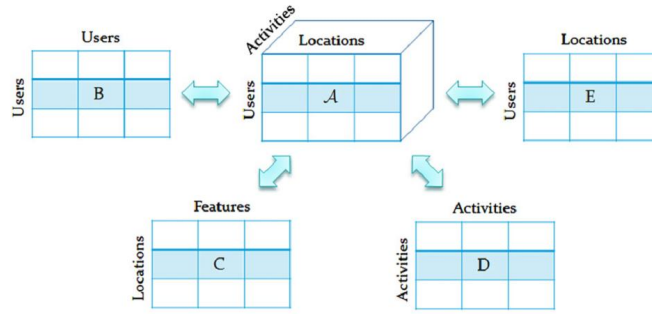 Activities
Users
Locations
Locations
Users
B
Users
A
Users
E
Features
Activities
Locations
C
Activities
D